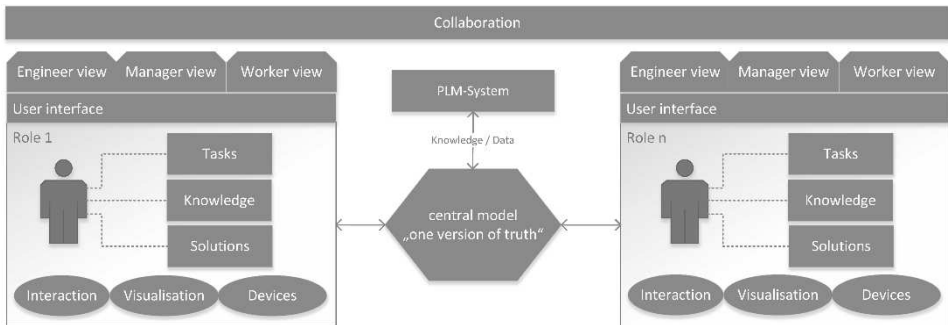 Collaboration
Engineer view
Manager view
Worker view
User interface
Role 1
Tasks
Knowledge
Solutions
Interaction
Visualisation
Devices
PLM-System
Knowledge / Data
central model
„one version of truth“
Engineer view
Manager view
Worker view
User interface
Role n
Tasks
Knowledge
Solutions
Interaction
Visualisation
Devices